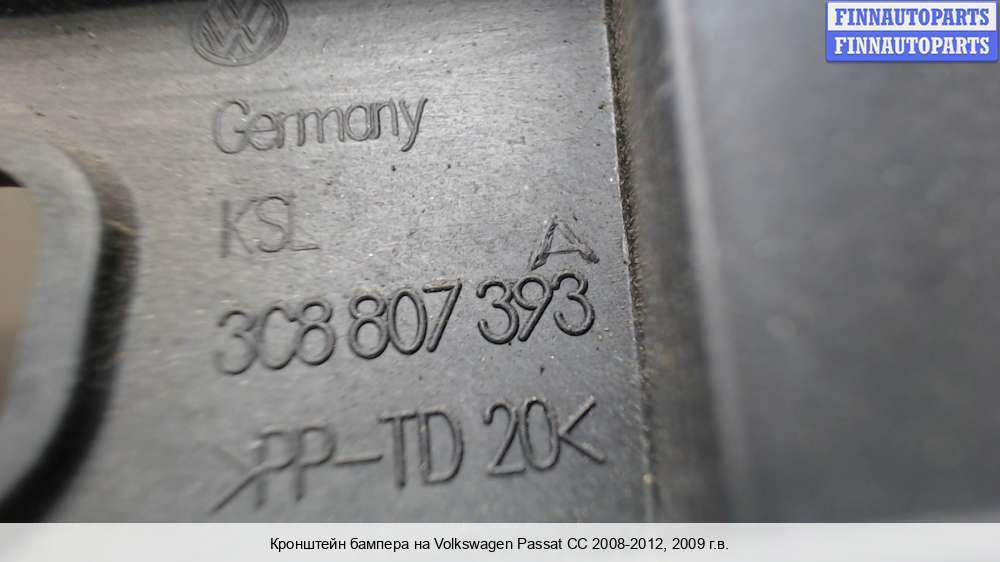 FINNAUTOPARTS
FINNAUTOPARTS
Germany
KSL
A
3C8 807 393
>PP-TD 20<
Кронштейн бампера на Volkswagen Passat CC 2008-2012, 2009 г.в.